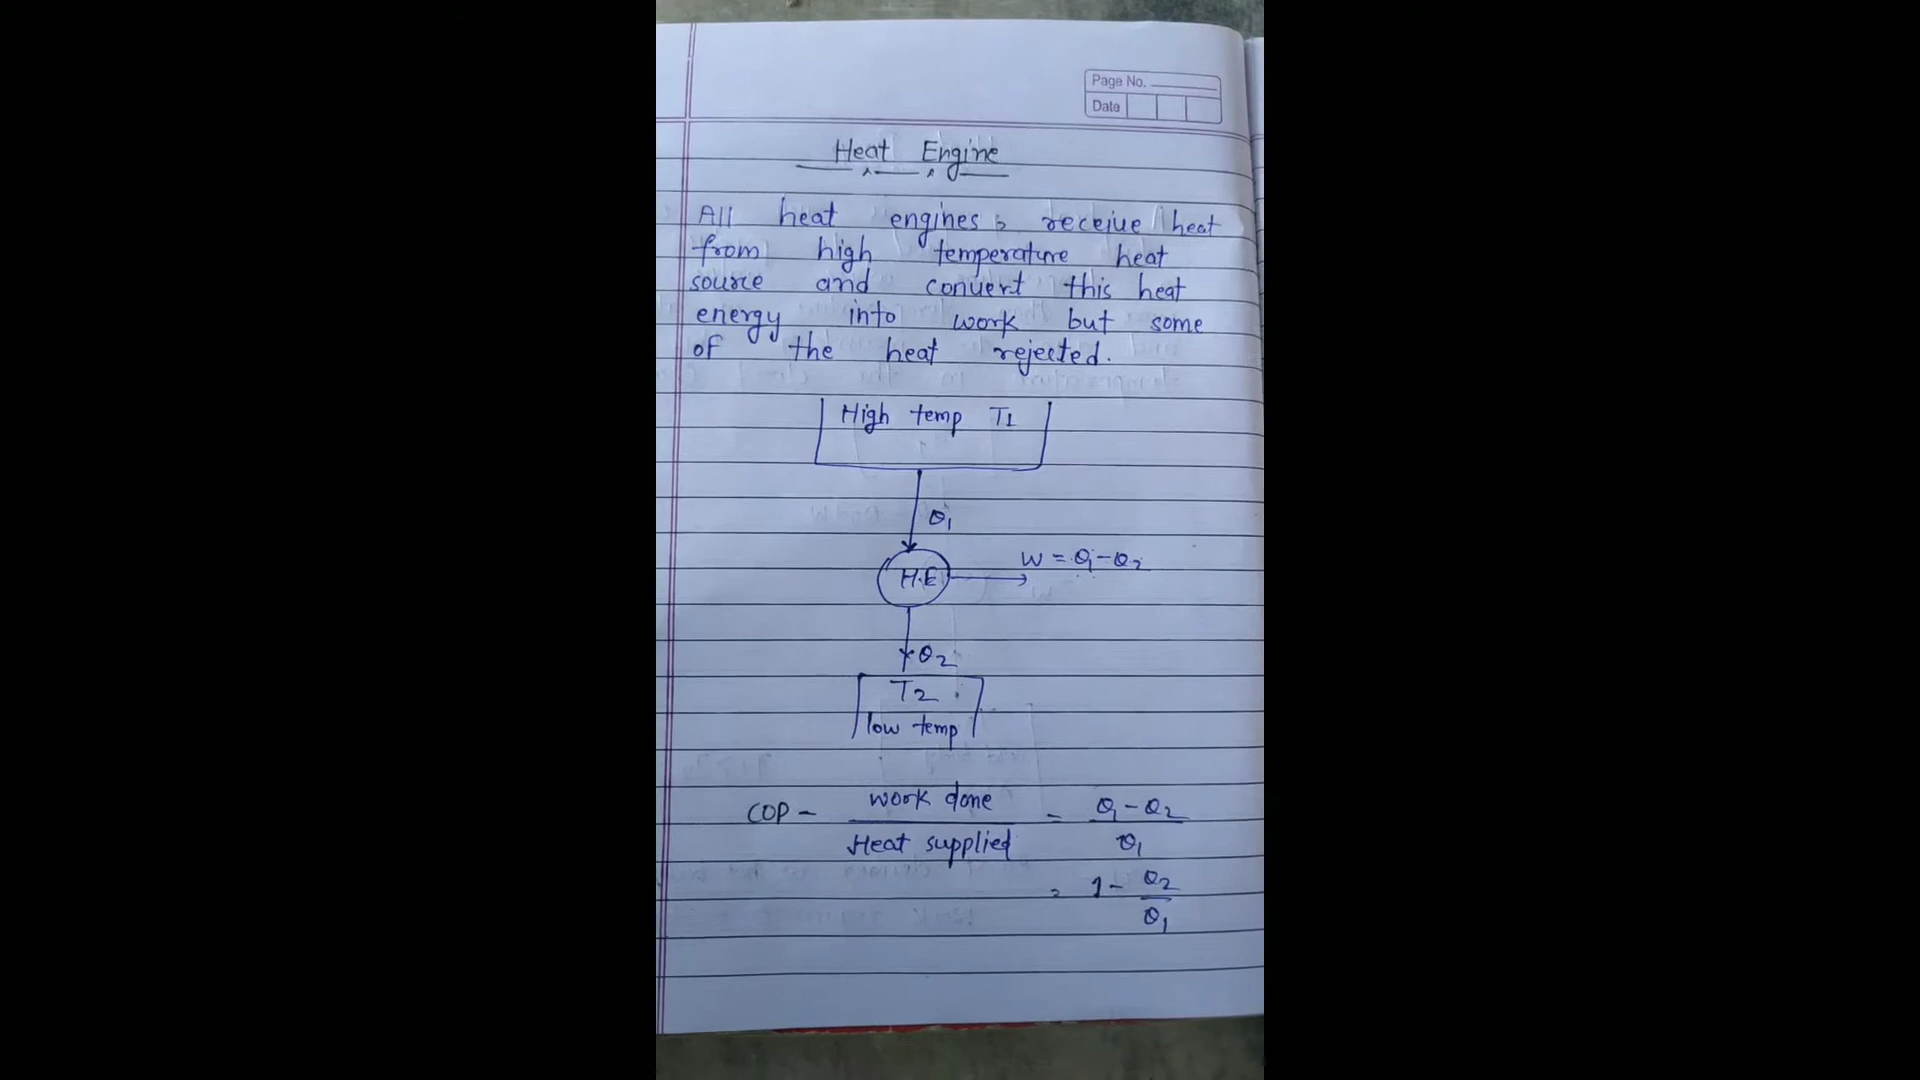 Page No.
Date
Heat Engine
All heat engines, receive heat
from high temperature heat
source and convert this heat
energy into work but some
of the heat rejected.
High temp T1
Q1
H.E
W = Q1-Q2
Q2
T2
low temp
COP - work done / Heat supplied = Q1-Q2 / Q1
= 1 - Q2 / Q1